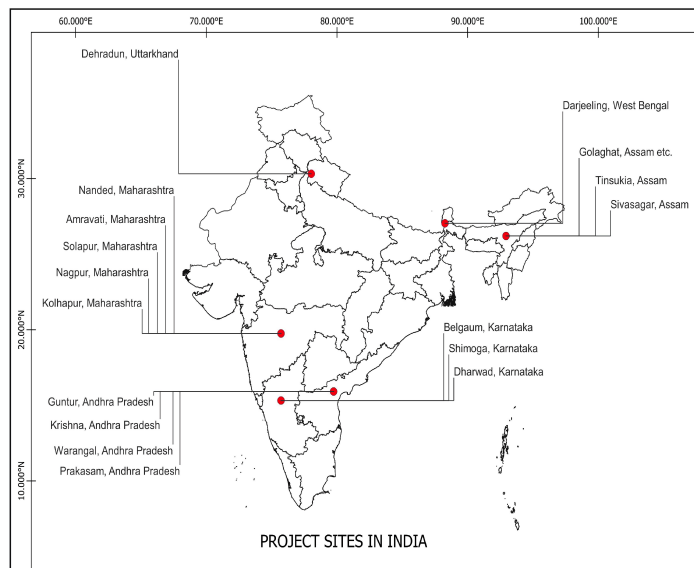 60.000°E 70.000°E 80.000°E 90.000°E 100.000°E
Dehradun, Uttarkhand
Darjeeling, West Bengal
Golaghat, Assam etc.
Tinsukia, Assam
Sivasagar, Assam
30.000°N
Nanded, Maharashtra
Amravati, Maharashtra
Solapur, Maharashtra
Nagpur, Maharashtra
Kolhapur, Maharashtra
20.000°N
Belgaum, Karnataka
Shimoga, Karnataka
Dharwad, Karnataka
Guntur, Andhra Pradesh
Krishna, Andhra Pradesh
Warangal, Andhra Pradesh
Prakasam, Andhra Pradesh
10.000°N
PROJECT SITES IN INDIA